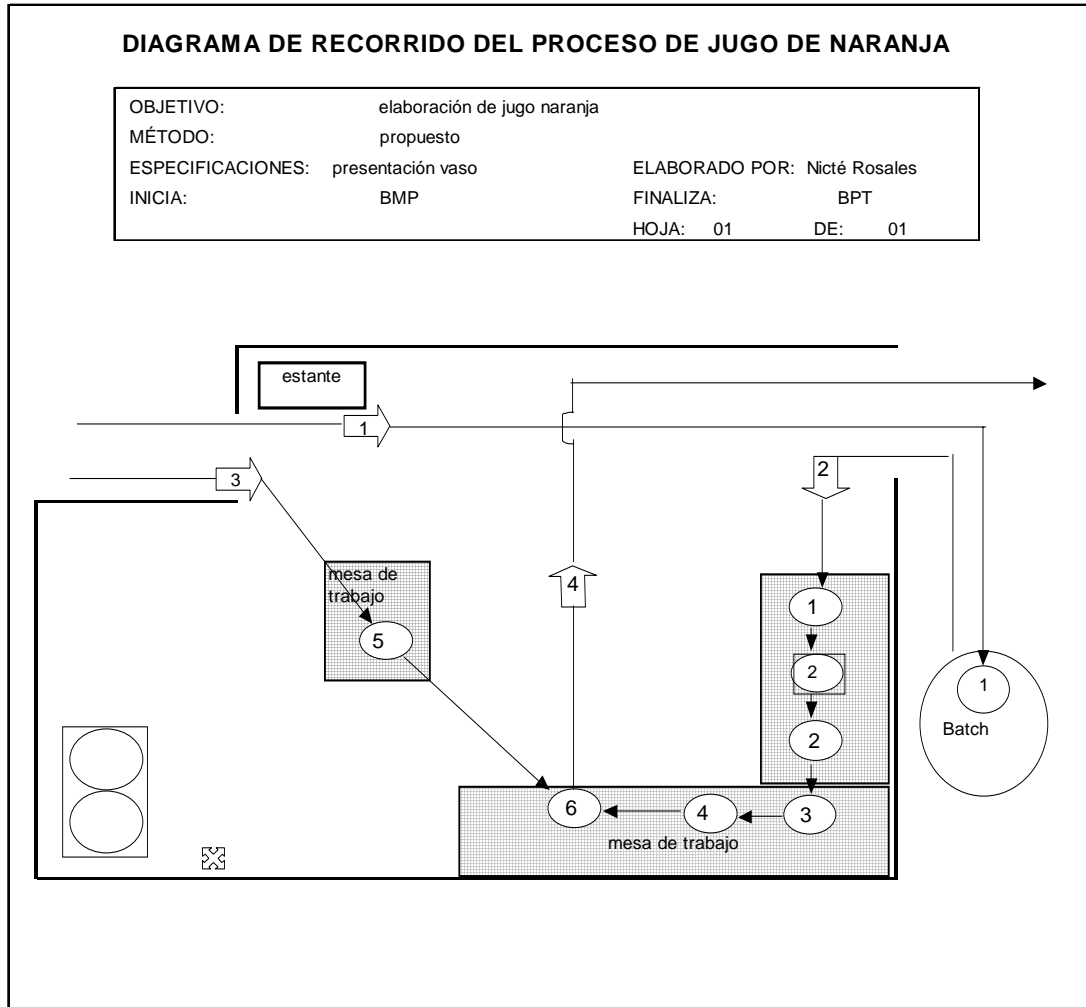 DIAGRAMA DE RECORRIDO DEL PROCESO DE JUGO DE NARANJA
OBJETIVO: elaboración de jugo naranja
MÉTODO: propuesto
ESPECIFICACIONES: presentación vaso ELABORADO POR: Nicté Rosales
INICIA: BMP FINALIZA: BPT
HOJA: 01 DE: 01
estante
1
3
2
mesa de
trabajo
4
1
5
2
1
2
Batch
6
4
3
mesa de trabajo